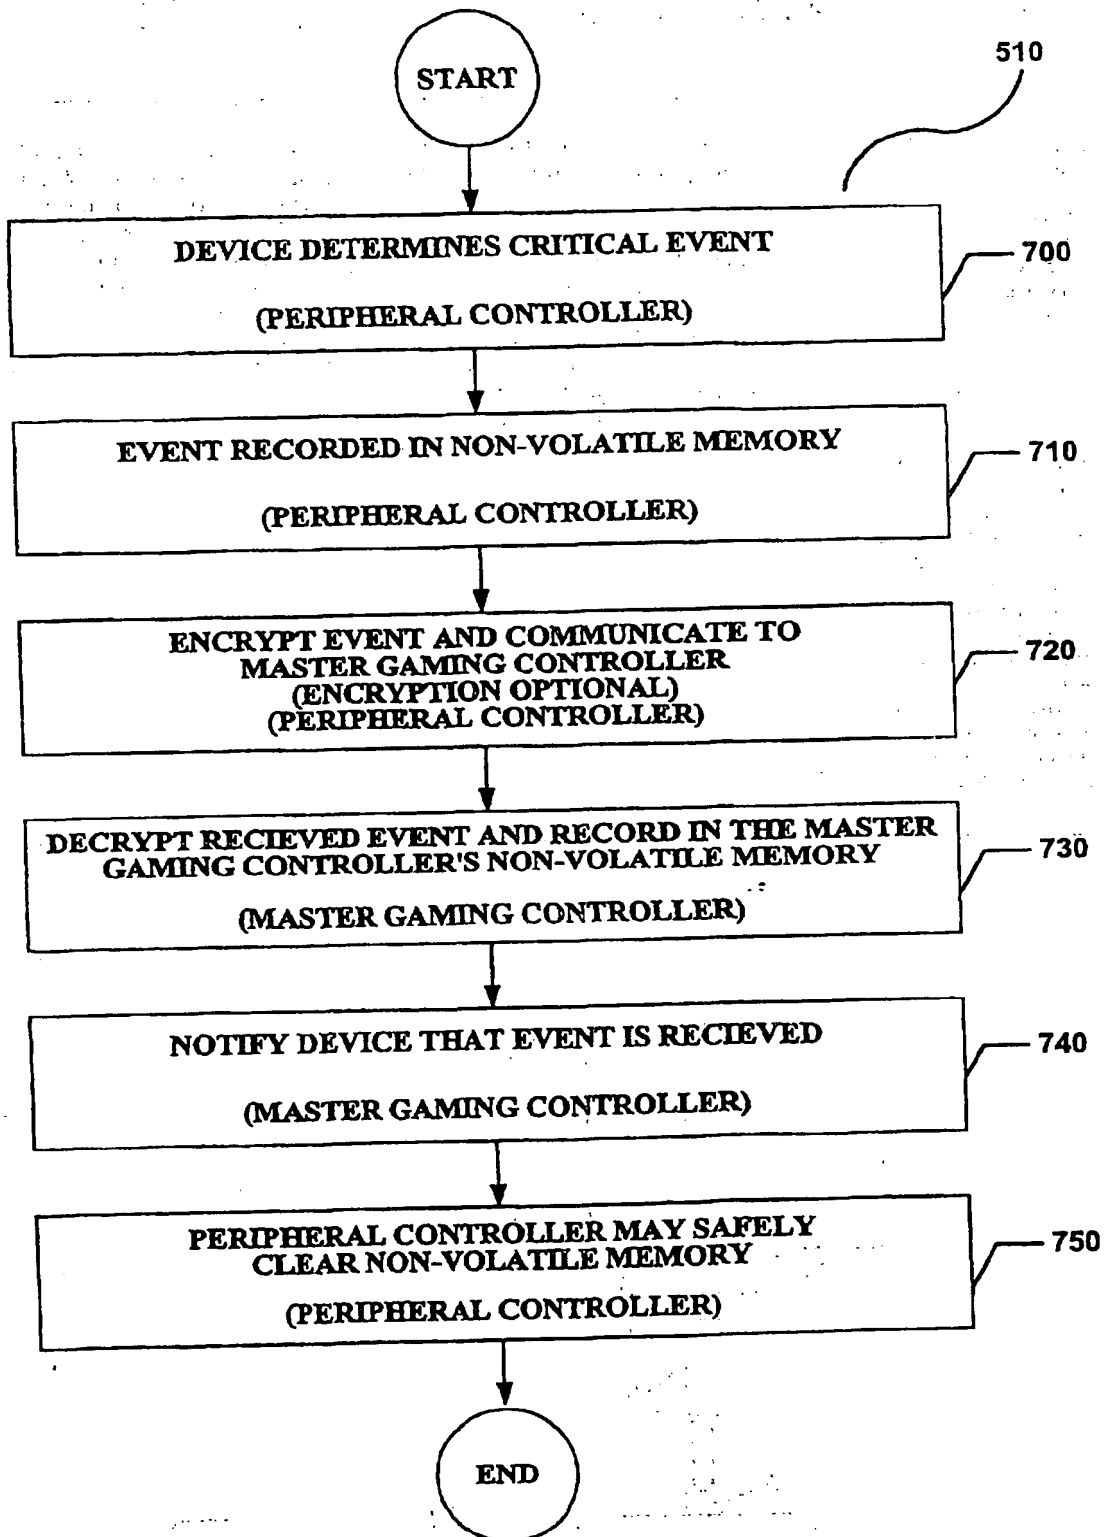 START
510
DEVICE DETERMINES CRITICAL EVENT
(PERIPHERAL CONTROLLER)
700
EVENT RECORDED IN NON-VOLATILE MEMORY
(PERIPHERAL CONTROLLER)
710
ENCRYPT EVENT AND COMMUNICATE TO
MASTER GAMING CONTROLLER
(ENCRYPTION OPTIONAL)
(PERIPHERAL CONTROLLER)
720
DECRYPT RECIEVED EVENT AND RECORD IN THE MASTER
GAMING CONTROLLER'S NON-VOLATILE MEMORY
(MASTER GAMING CONTROLLER)
730
NOTIFY DEVICE THAT EVENT IS RECIEVED
(MASTER GAMING CONTROLLER)
740
PERIPHERAL CONTROLLER MAY SAFELY
CLEAR NON-VOLATILE MEMORY
(PERIPHERAL CONTROLLER)
750
END